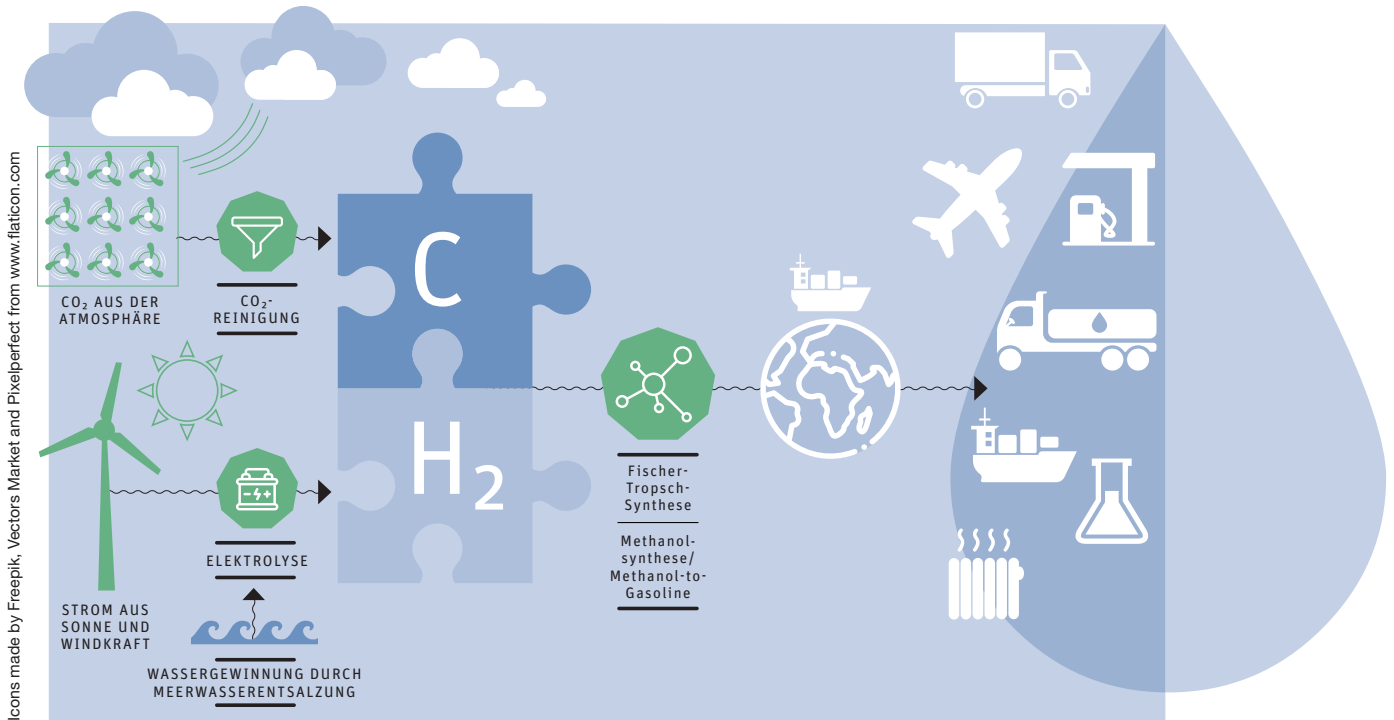 Icons made by Freepik, Vectors Market and Pixelperfect from www.flaticon.com
CO₂ AUS DER
ATMOSPHÄRE
CO₂-
REINIGUNG
C
H₂
STROM AUS
SONNE UND
WINDKRAFT
ELEKTROLYSE
WASSERGEWINNUNG DURCH
MEERWASSERENTSALZUNG
Fischer-
Tropsch-
Synthese
Methanol-
synthese/
Methanol-to-
Gasoline